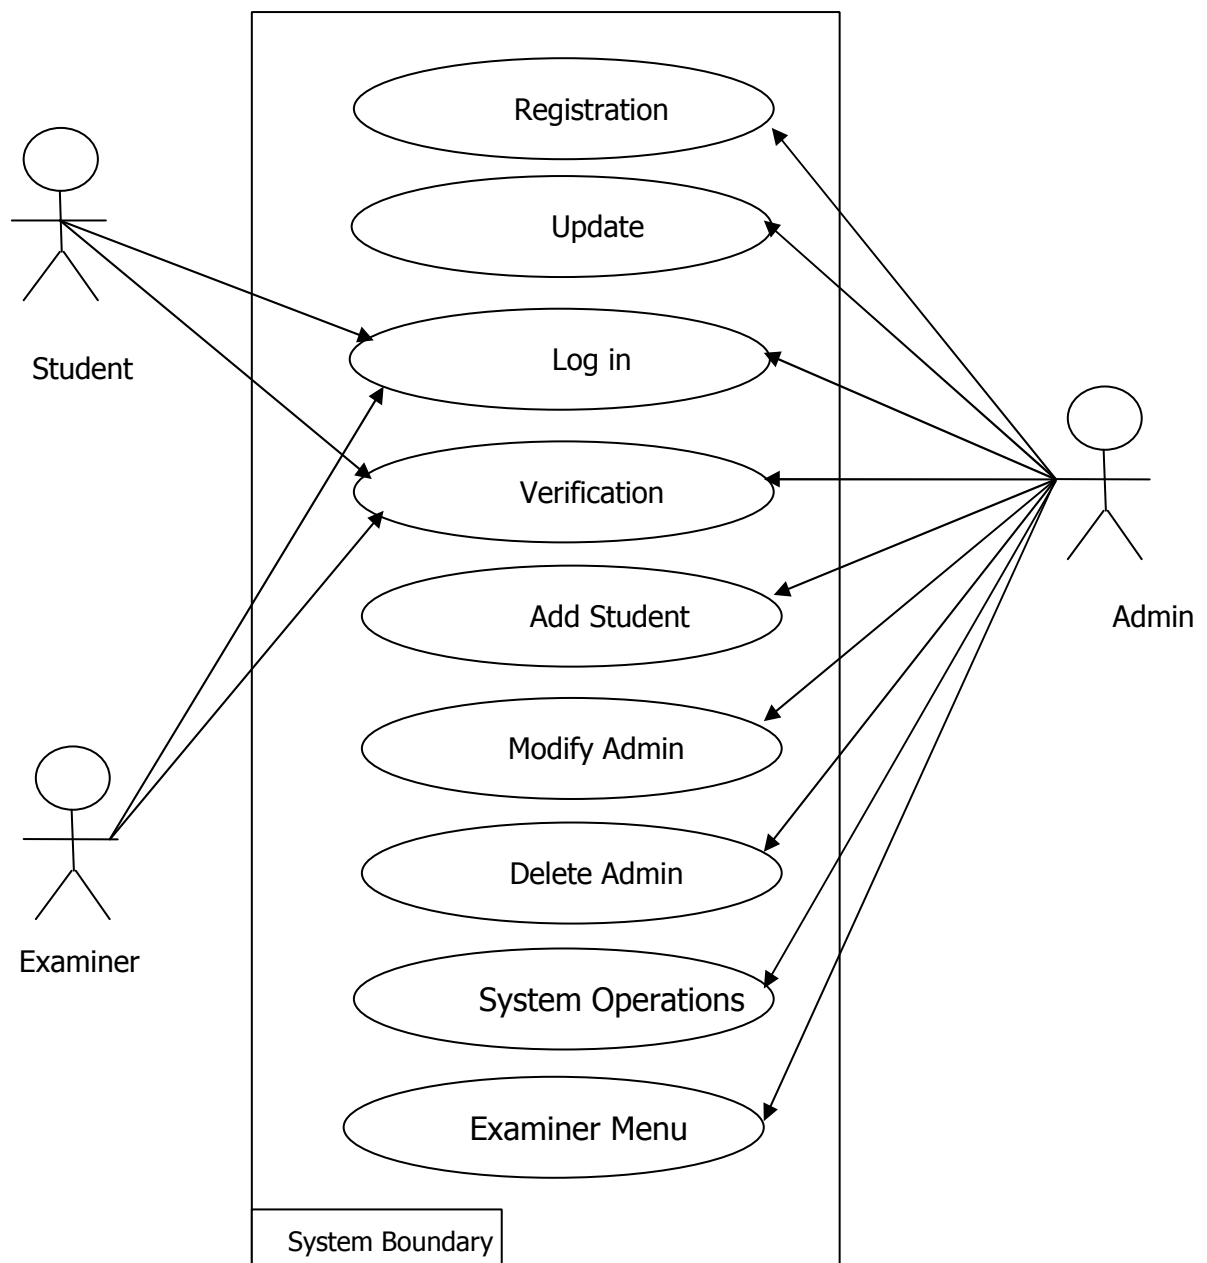 Registration
Update
Log in
Student
Verification
Add Student
Admin
Modify Admin
Delete Admin
Examiner
System Operations
Examiner Menu
System Boundary